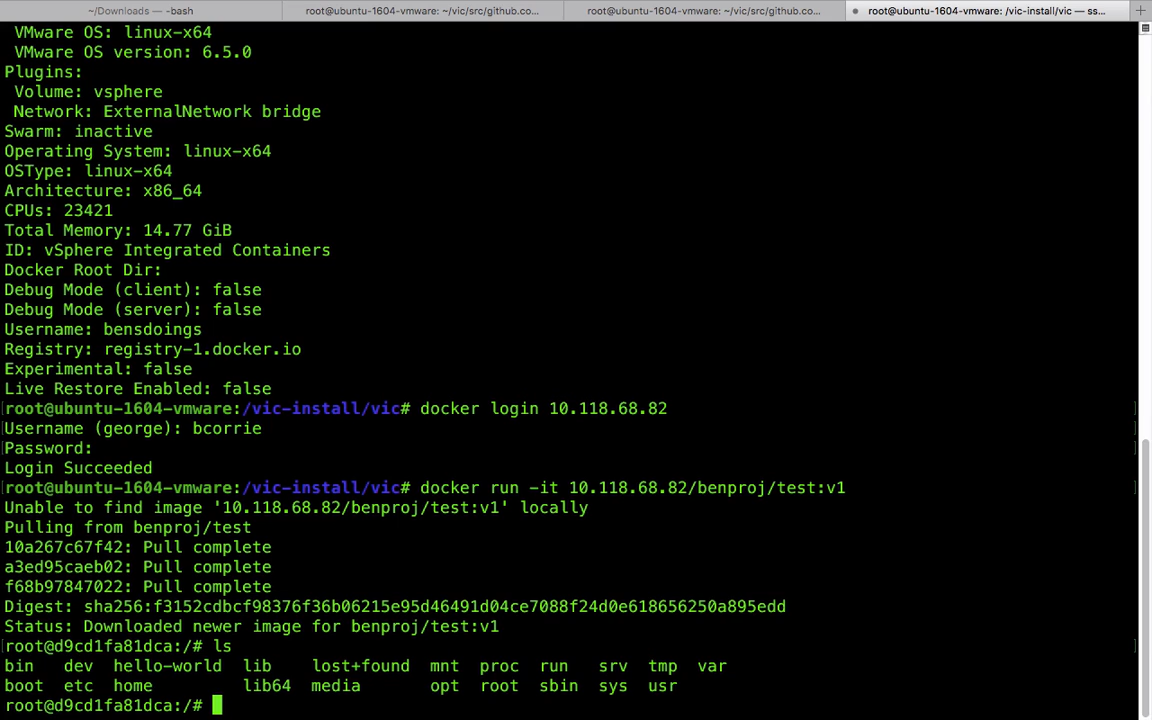 ~/Downloads — -bash
root@ubuntu-1604-vmware: ~/vic/src/github.co...
root@ubuntu-1604-vmware: ~/vic/src/github.co...
root@ubuntu-1604-vmware: /vic-install/vic — ss...
VMware OS: linux-x64
VMware OS version: 6.5.0
Plugins:
Volume: vsphere
Network: ExternalNetwork bridge
Swarm: inactive
Operating System: linux-x64
OSType: linux-x64
Architecture: x86_64
CPUs: 23421
Total Memory: 14.77 GiB
ID: vSphere Integrated Containers
Docker Root Dir:
Debug Mode (client): false
Debug Mode (server): false
Username: bensdoings
Registry: registry-1.docker.io
Experimental: false
Live Restore Enabled: false
[root@ubuntu-1604-vmware:/vic-install/vic# docker login 10.118.68.82 ]
[Username (george): bcorrie ]
[Password: ]
Login Succeeded
[root@ubuntu-1604-vmware:/vic-install/vic# docker run -it 10.118.68.82/benproj/test:v1 ]
Unable to find image '10.118.68.82/benproj/test:v1' locally
Pulling from benproj/test
10a267c67f42: Pull complete
a3ed95caeb02: Pull complete
f68b97847022: Pull complete
Digest: sha256:f3152cdbcf98376f36b06215e95d46491d04ce7088f24d0e618656250a895edd
Status: Downloaded newer image for benproj/test:v1
[root@d9cd1fa81dca:/# ls ]
bin dev hello-world lib lost+found mnt proc run srv tmp var
boot etc home lib64 media opt root sbin sys usr
root@d9cd1fa81dca:/#